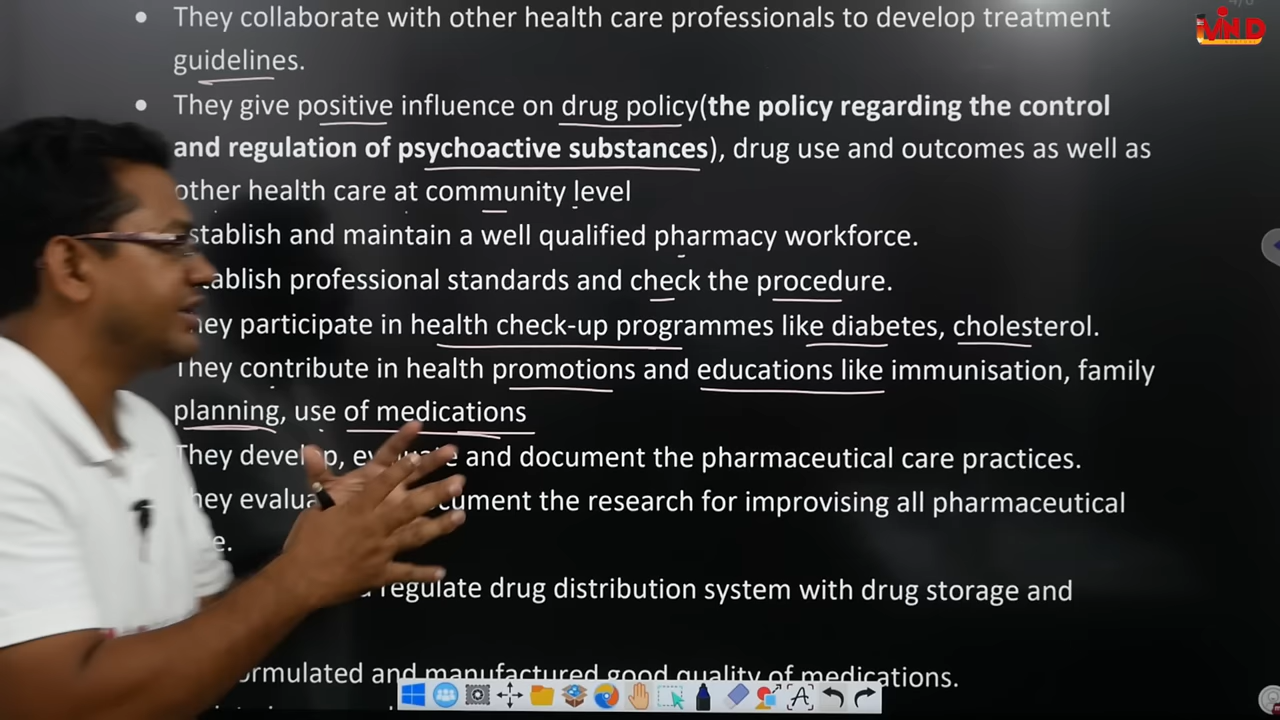 • They collaborate with other health care professionals to develop treatment
guidelines.
• They give positive influence on drug policy(the policy regarding the control
and regulation of psychoactive substances), drug use and outcomes as well as
other health care at community level
stablish and maintain a well qualified pharmacy workforce.
ablish professional standards and check the procedure.
hey participate in health check-up programmes like diabetes, cholesterol.
They contribute in health promotions and educations like immunisation, family
planning, use of medications
They and document the pharmaceutical care practices.
hey the research for improvising all pharmaceutical
regulate drug distribution system with drug storage and
ormulated and manufactured good quality of medications.